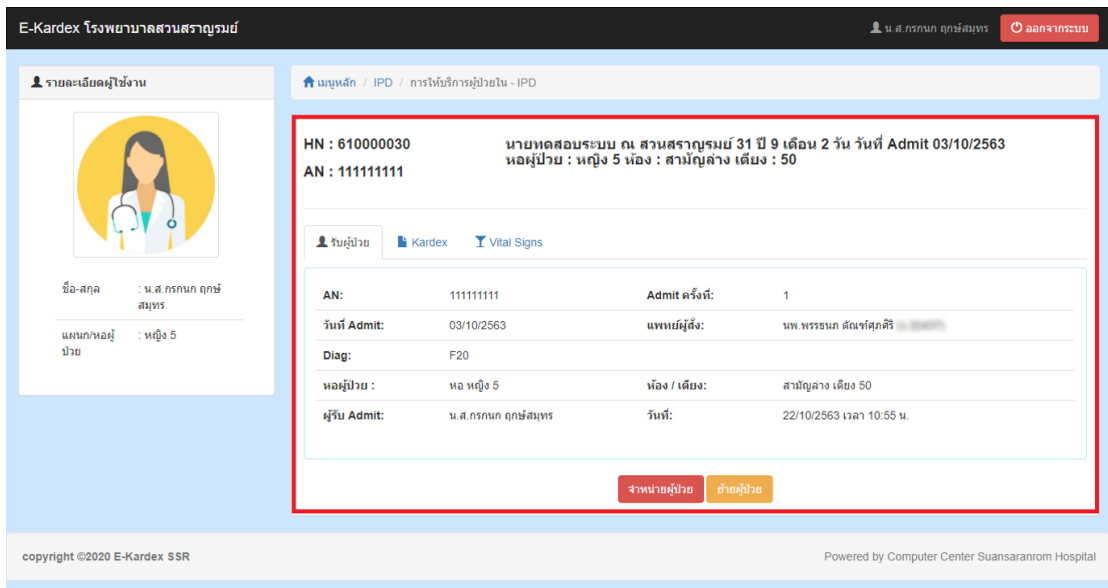 E-Kardex โรงพยาบาลสวนสราญรมย์
น.ส.กรกนก ฤกษ์สมุทร
ออกจากระบบ
รายละเอียดผู้ใช้งาน
ชื่อ-สกุล : น.ส.กรกนก ฤกษ์
สมุทร
แผนก/หอผู้ : หญิง 5
ป่วย
เมนูหลัก / IPD / การให้บริการผู้ป่วยใน - IPD
HN : 610000030
AN : 111111111
นายทดสอบระบบ ณ สวนสราญรมย์ 31 ปี 9 เดือน 2 วัน วันที่ Admit 03/10/2563
หอผู้ป่วย : หญิง 5 ห้อง : สามัญล่าง เตียง : 50
รับผู้ป่วย Kardex Vital Signs
AN: 111111111 Admit ครั้งที่: 1
วันที่ Admit: 03/10/2563 แพทย์ผู้สั่ง: นพ.พรรธนภ ตัณฑ์ศุภศิริ
Diag: F20
หอผู้ป่วย : หอ หญิง 5 ห้อง / เตียง: สามัญล่าง เตียง 50
ผู้รับ Admit: น.ส.กรกนก ฤกษ์สมุทร วันที่: 22/10/2563 เวลา 10:55 น.
จำหน่ายผู้ป่วย ย้ายผู้ป่วย
copyright ©2020 E-Kardex SSR
Powered by Computer Center Suansaranrom Hospital